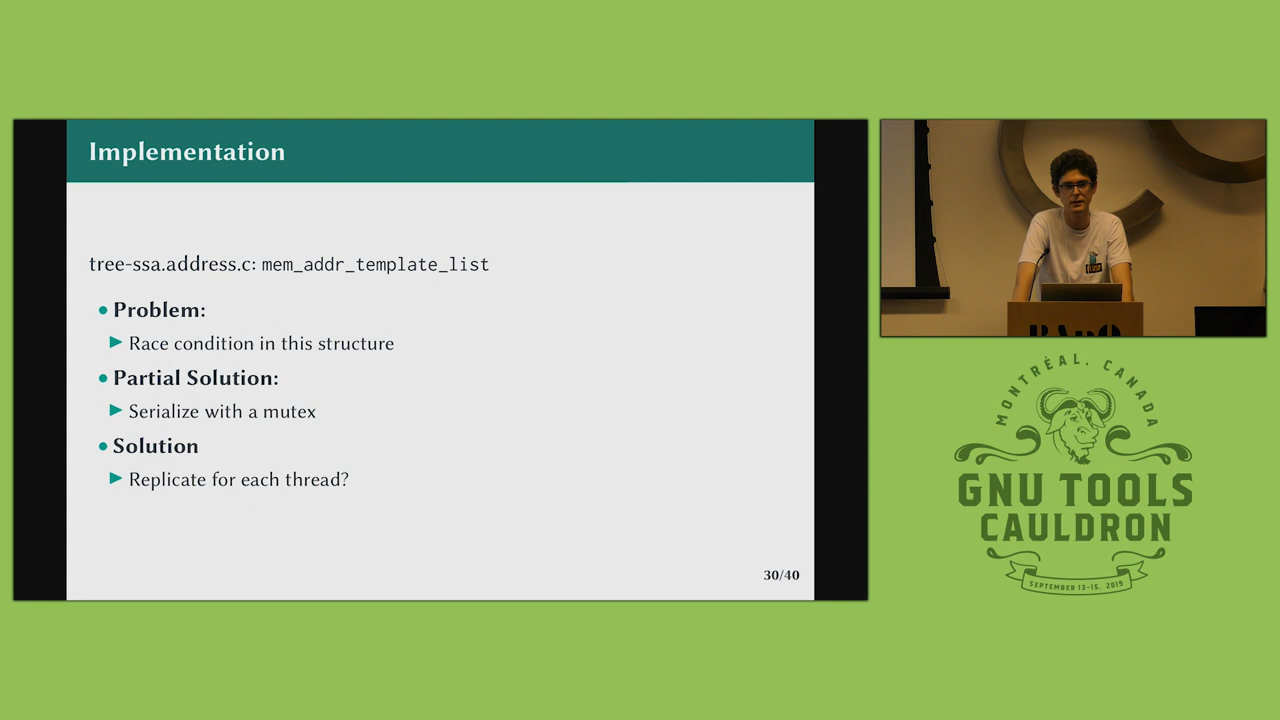 Implementation
tree-ssa.address.c: mem_addr_template_list
• Problem:
Race condition in this structure
• Partial Solution:
Serialize with a mutex
• Solution
Replicate for each thread?
30/40
MONTRÉAL, CANADA
GNU TOOLS
CAULDRON
SEPTEMBER 13-15, 2019